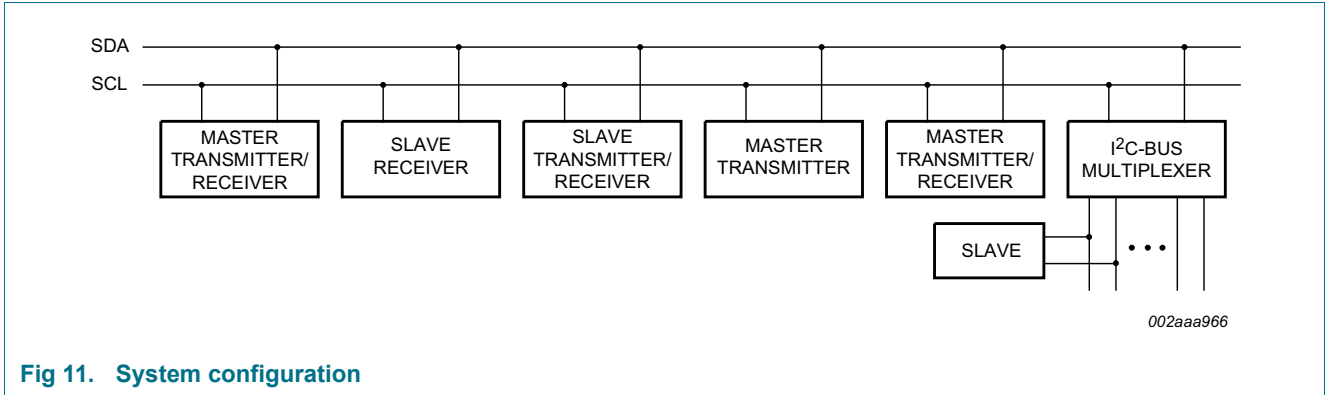 SDA
SCL
MASTER
TRANSMITTER/
RECEIVER
SLAVE
RECEIVER
SLAVE
TRANSMITTER/
RECEIVER
MASTER
TRANSMITTER
MASTER
TRANSMITTER/
RECEIVER
I²C-BUS
MULTIPLEXER
SLAVE
002aaa966
Fig 11. System configuration